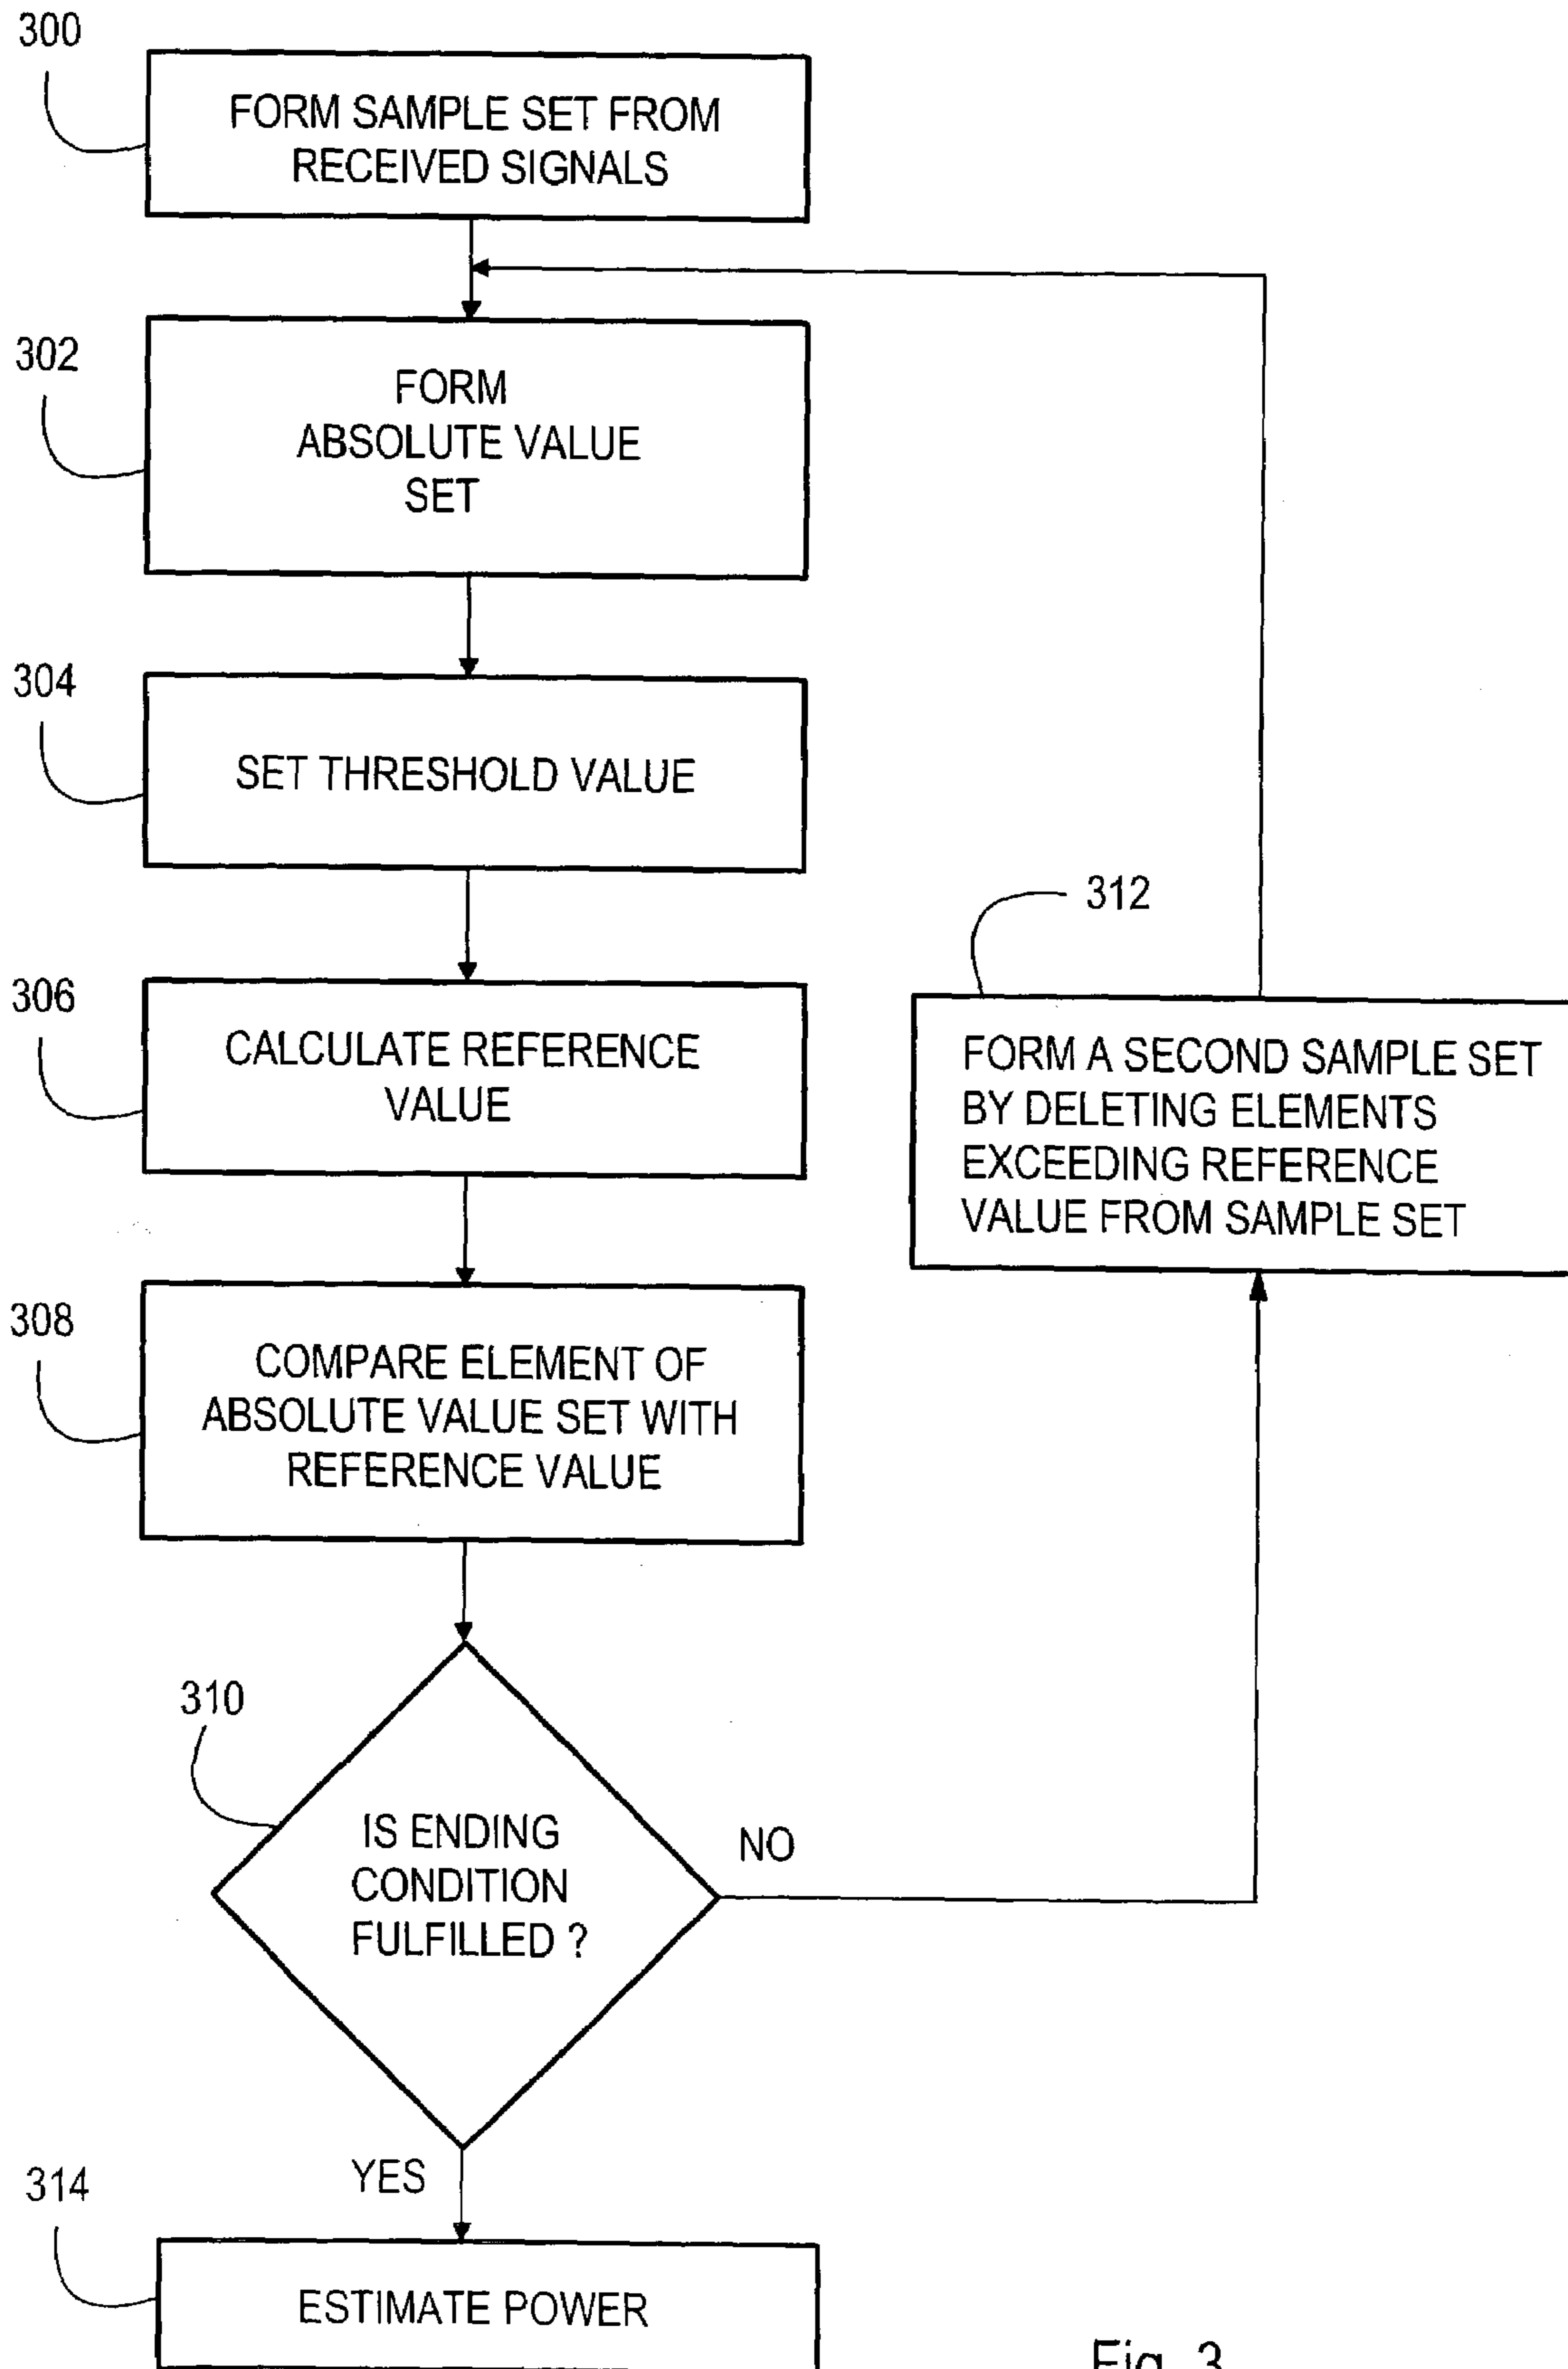 300
FORM SAMPLE SET FROM
RECEIVED SIGNALS
302
FORM
ABSOLUTE VALUE
SET
304
SET THRESHOLD VALUE
306
CALCULATE REFERENCE
VALUE
312
FORM A SECOND SAMPLE SET
BY DELETING ELEMENTS
EXCEEDING REFERENCE
VALUE FROM SAMPLE SET
308
COMPARE ELEMENT OF
ABSOLUTE VALUE SET WITH
REFERENCE VALUE
310
IS ENDING
CONDITION
FULFILLED ?
NO
YES
314
ESTIMATE POWER
Fig. 3